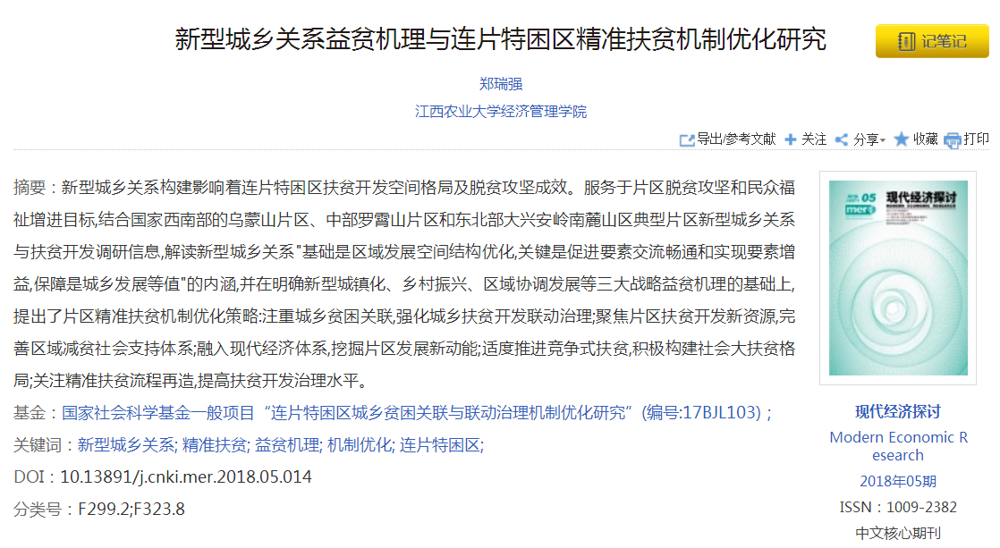 新型城乡关系益贫机理与连片特困区精准扶贫机制优化研究
记笔记
郑瑞强
江西农业大学经济管理学院
导出/参考文献 关注 分享 收藏 打印
摘要：新型城乡关系构建影响着连片特困区扶贫开发空间格局及脱贫攻坚成效。服务于片区脱贫攻坚和民众福
祉增进目标,结合国家西南部的乌蒙山片区、中部罗霄山片区和东北部大兴安岭南麓山区典型片区新型城乡关系
与扶贫开发调研信息,解读新型城乡关系"基础是区域发展空间结构优化,关键是促进要素交流畅通和实现要素增
益,保障是城乡发展等值"的内涵,并在明确新型城镇化、乡村振兴、区域协调发展等三大战略益贫机理的基础上,
提出了片区精准扶贫机制优化策略:注重城乡贫困关联,强化城乡扶贫开发联动治理;聚焦片区扶贫开发新资源,完
善区域减贫社会支持体系;融入现代经济体系,挖掘片区发展新动能;适度推进竞争式扶贫,积极构建社会大扶贫格
局;关注精准扶贫流程再造,提高扶贫开发治理水平。
基金：国家社会科学基金一般项目“连片特困区城乡贫困关联与联动治理机制优化研究”(编号:17BJL103)；
关键词：新型城乡关系; 精准扶贫; 益贫机理; 机制优化; 连片特困区;
DOI：10.13891/j.cnki.mer.2018.05.014
分类号：F299.2;F323.8
05
mer
现代经济探讨
MODERN ECONOMIC RESEARCH
现代经济探讨
Modern Economic R
esearch
2018年05期
ISSN：1009-2382
中文核心期刊